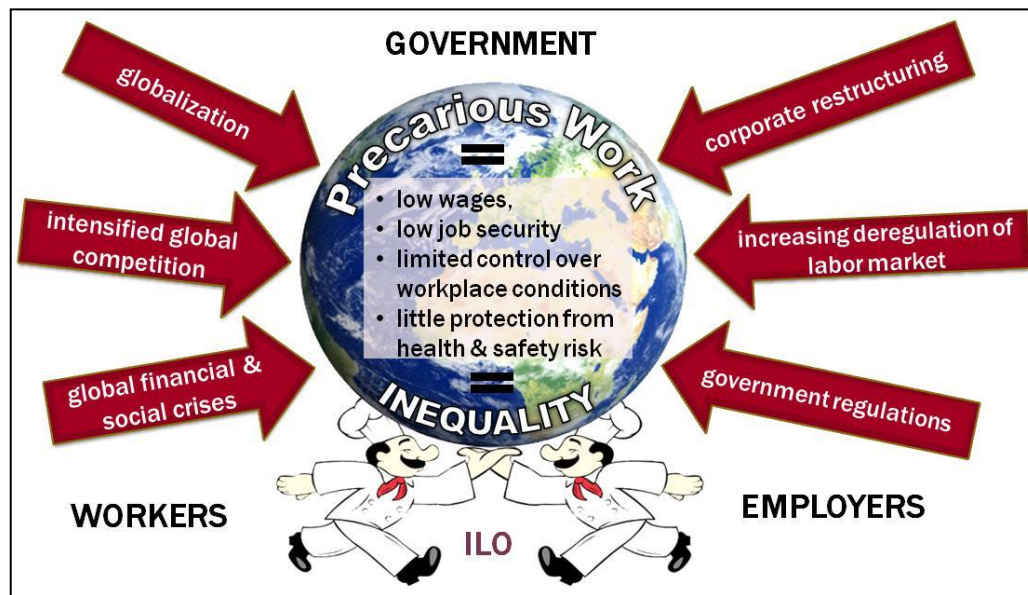 GOVERNMENT
globalization
intensified global
competition
global financial &
social crises
Precarious Work
=
• low wages,
• low job security
• limited control over
workplace conditions
• little protection from
health & safety risk
=
INEQUALITY
corporate restructuring
increasing deregulation of
labor market
government regulations
WORKERS
EMPLOYERS
ILO